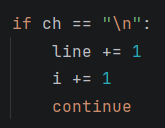 if ch == "\n":
    line += 1
    i += 1
    continue